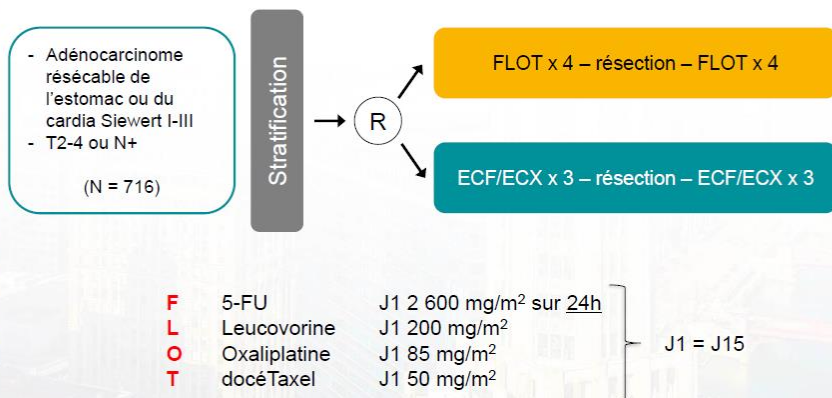 - Adénocarcinome
résécable de
l'estomac ou du
cardia Siewert I-III
- T2-4 ou N+
(N = 716)
Stratification
R
FLOT x 4 – résection – FLOT x 4
ECF/ECX x 3 – résection – ECF/ECX x 3
F 5-FU J1 2 600 mg/m² sur 24h
L Leucovorine J1 200 mg/m²
O Oxaliplatine J1 85 mg/m²
T docéTaxel J1 50 mg/m²
J1 = J15